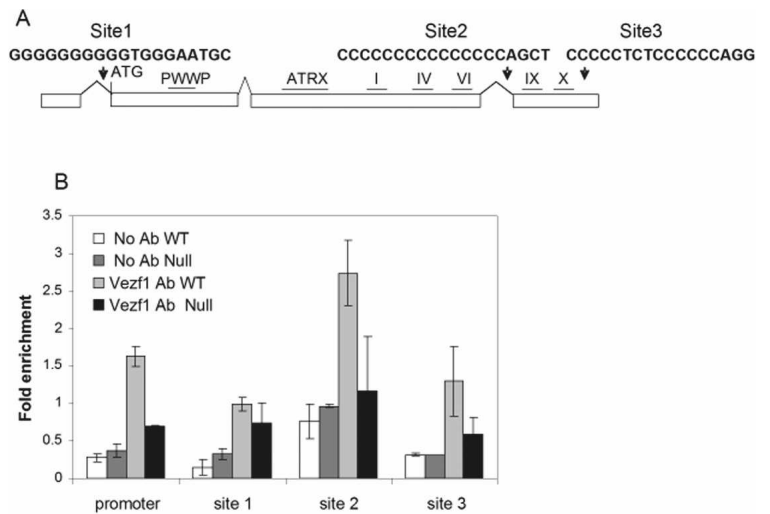 A
Site1 Site2 Site3
GGGGGGGGGGGTGGGAATGC CCCCCCCCCCCCCCCAGCT CCCCCTCTCCCCCCAGG
ATG PWWP ATRX I IV VI IX X
B
Fold enrichment
3.5
3
2.5
2
1.5
1
0.5
0
No Ab WT
No Ab Null
Vezf1 Ab WT
Vezf1 Ab Null
promoter site 1 site 2 site 3